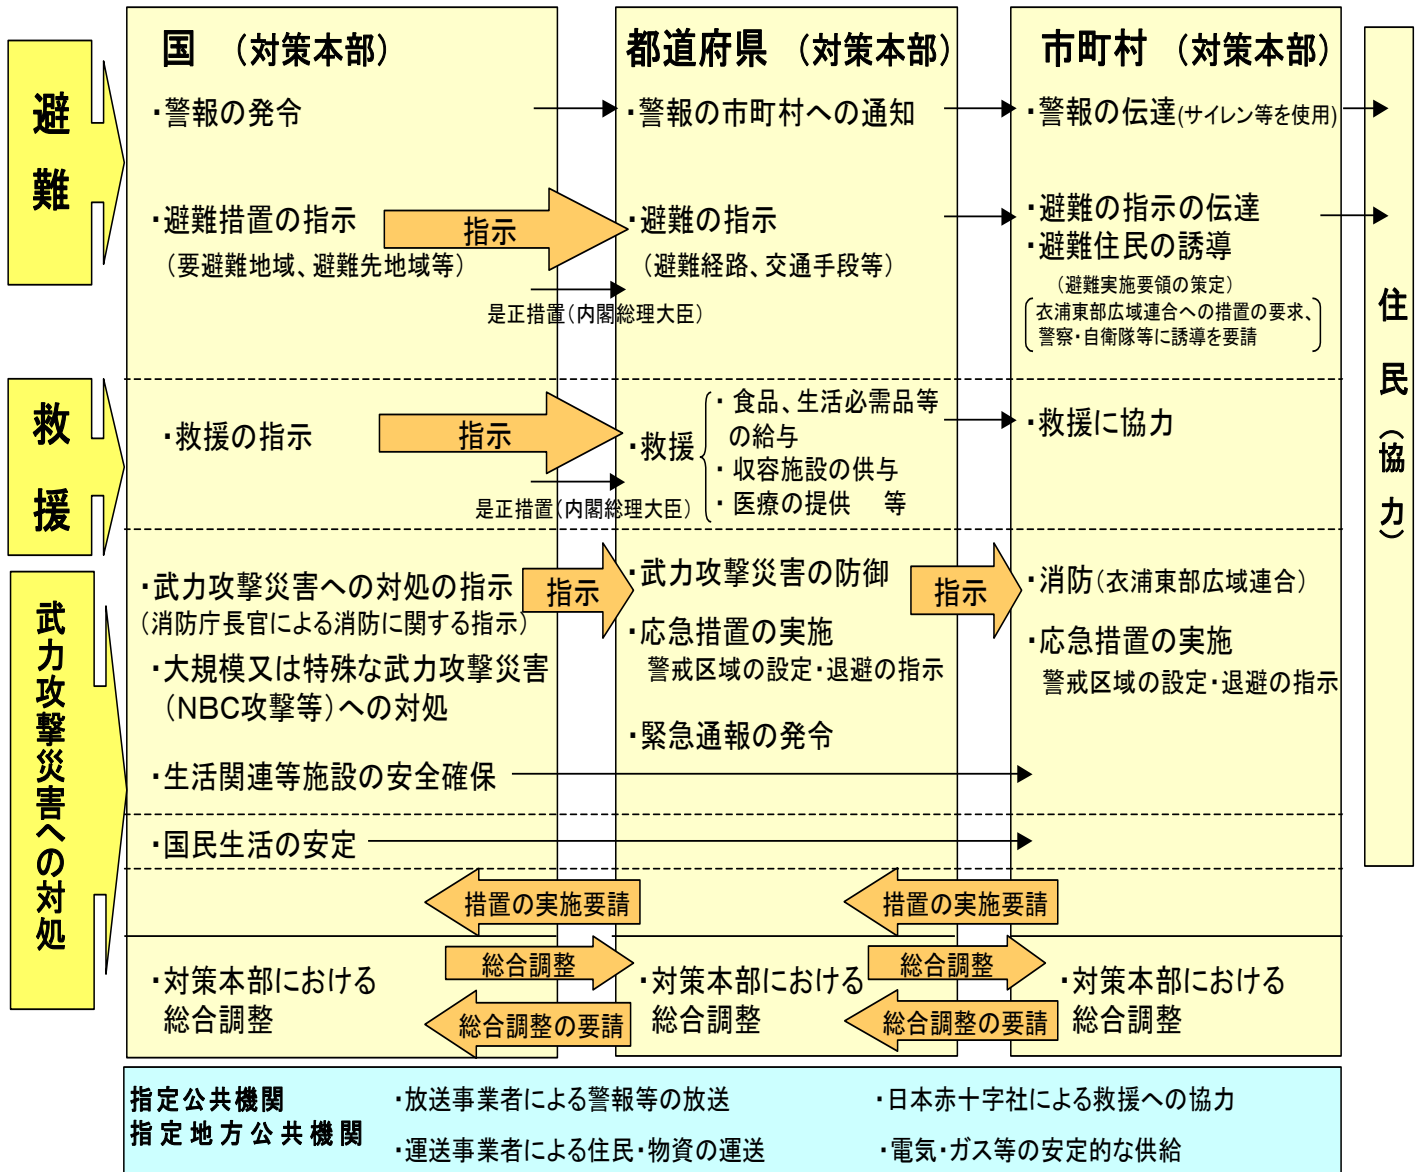 国 （対策本部）
都道府県 （対策本部）
市町村 （対策本部）
避難
・警報の発令
・警報の市町村への通知
・警報の伝達(サイレン等を使用)
・避難措置の指示
（要避難地域、避難先地域等）
指示
・避難の指示
（避難経路、交通手段等）
是正措置（内閣総理大臣）
・避難の指示の伝達
・避難住民の誘導
（避難実施要領の策定）
衣浦東部広域連合への措置の要求、
警察・自衛隊等に誘導を要請
住民（協力）
救援
・救援の指示
指示
是正措置（内閣総理大臣）
・救援
・ 食品、生活必需品等
の給与
・ 収容施設の供与
・ 医療の提供 等
・救援に協力
武力攻撃災害への対処
・武力攻撃災害への対処の指示
（消防庁長官による消防に関する指示）
・大規模又は特殊な武力攻撃災害
（NBC攻撃等）への対処
・生活関連等施設の安全確保
指示
・武力攻撃災害の防御
・応急措置の実施
警戒区域の設定・退避の指示
・緊急通報の発令
指示
・消防（衣浦東部広域連合）
・応急措置の実施
警戒区域の設定・退避の指示
・国民生活の安定
措置の実施要請
措置の実施要請
・対策本部における
総合調整
総合調整
総合調整の要請
・対策本部における
総合調整
総合調整
総合調整の要請
・対策本部における
総合調整
指定公共機関
指定地方公共機関
・放送事業者による警報等の放送
・日本赤十字社による救援への協力
・運送事業者による住民・物資の運送
・電気・ガス等の安定的な供給